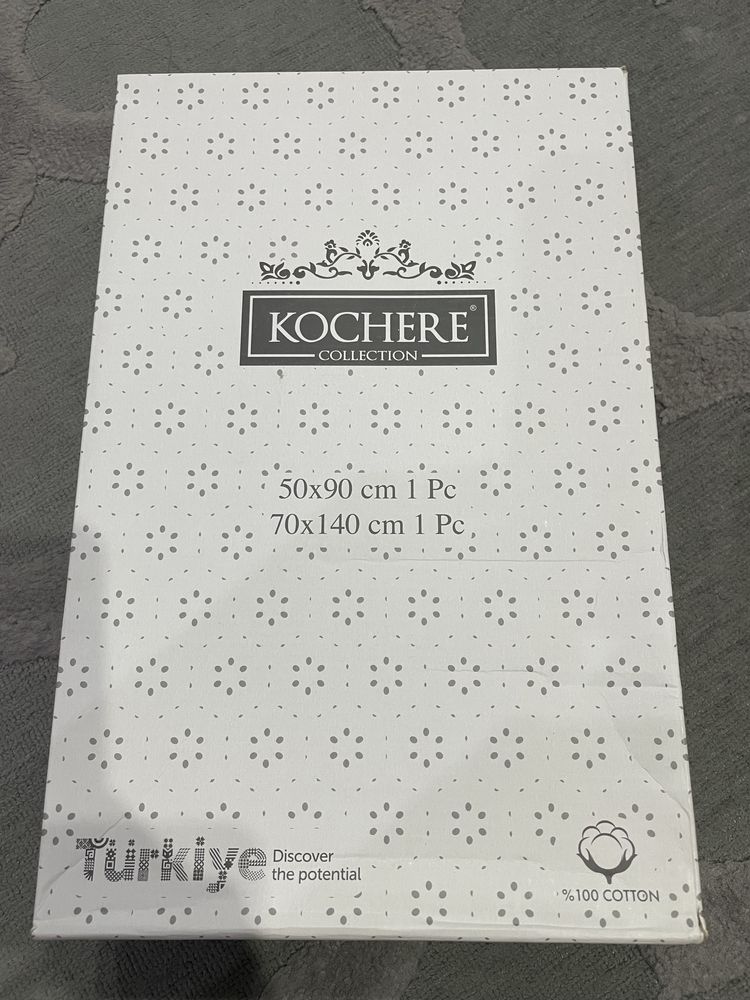 KOCHERE®
COLLECTION
50x90 cm 1 Pc
70x140 cm 1 Pc
Türkiye
Discover
the potential
%100 COTTON